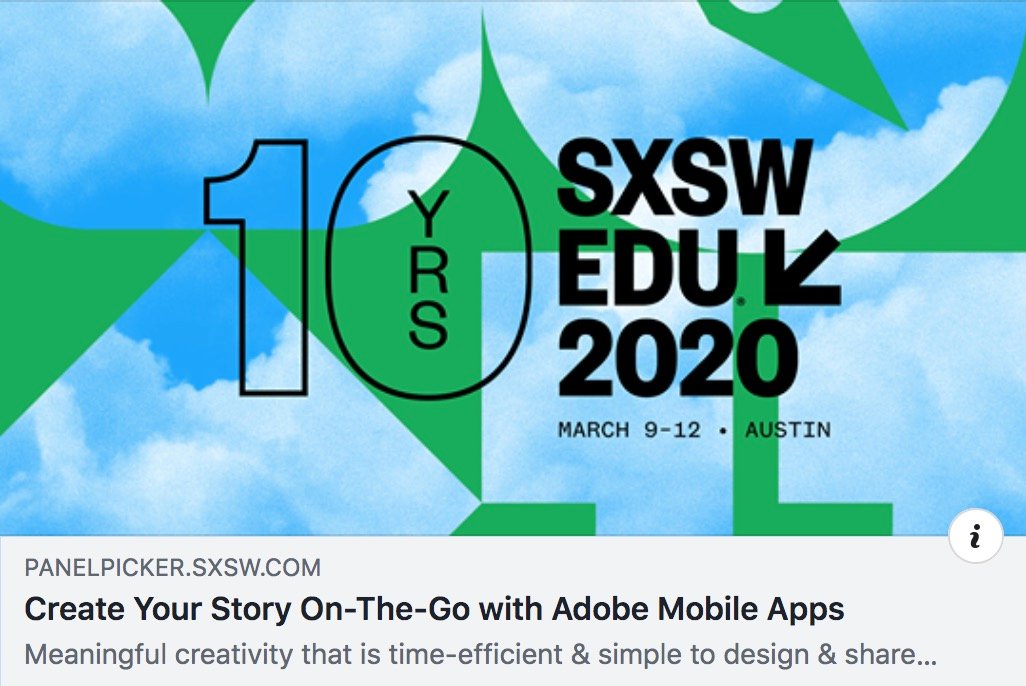 10
YRS
SXSW
EDU®
2020
MARCH 9-12 • AUSTIN
i
PANELPICKER.SXSW.COM
Create Your Story On-The-Go with Adobe Mobile Apps
Meaningful creativity that is time-efficient & simple to design & share...